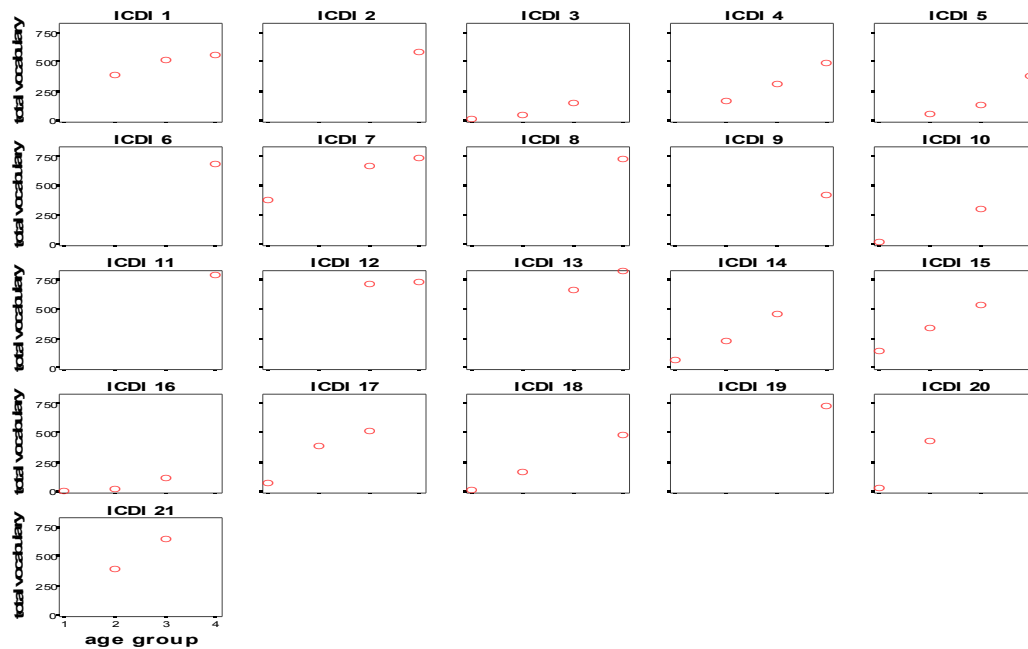 ICDI 1 ICDI 2 ICDI 3 ICDI 4 ICDI 5
total vocabulary
750
500
250
0
ICDI 6 ICDI 7 ICDI 8 ICDI 9 ICDI 10
total vocabulary
750
500
250
0
ICDI 11 ICDI 12 ICDI 13 ICDI 14 ICDI 15
total vocabulary
750
500
250
0
ICDI 16 ICDI 17 ICDI 18 ICDI 19 ICDI 20
total vocabulary
750
500
250
0
ICDI 21
total vocabulary
750
500
250
0
1 2 3 4
age group